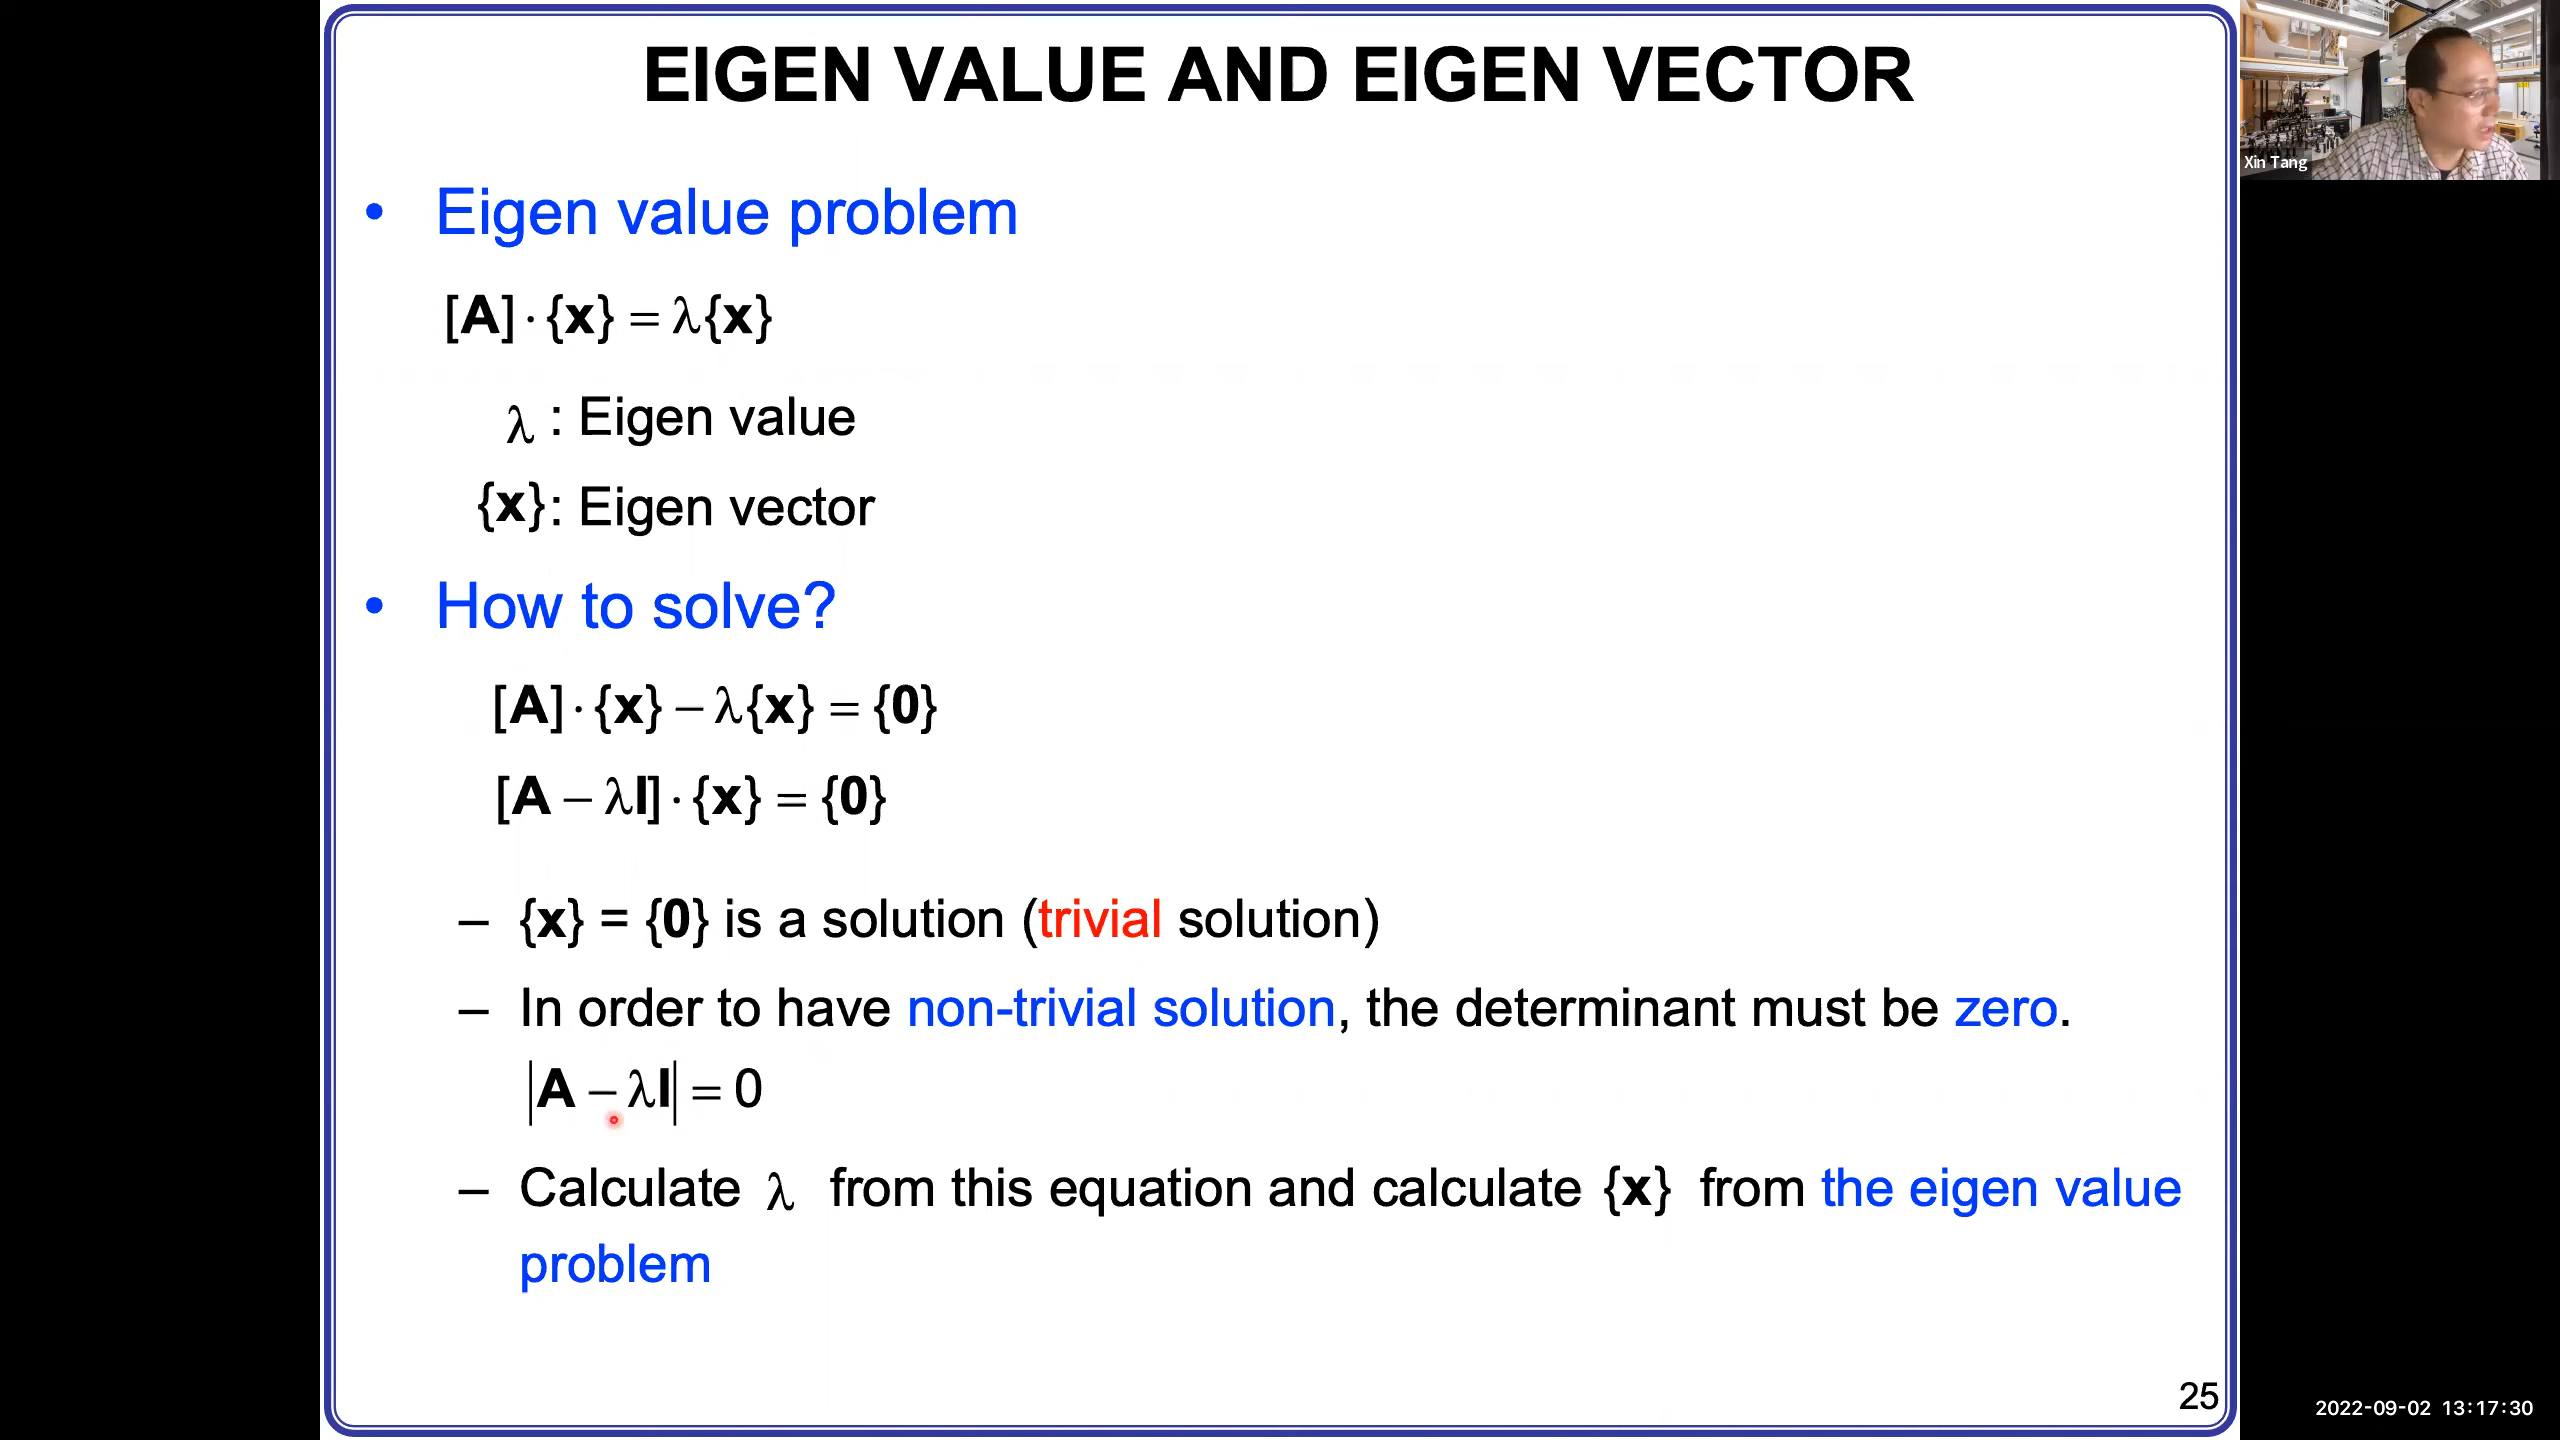 EIGEN VALUE AND EIGEN VECTOR
Xin Tang
• Eigen value problem
[A]·{x} = λ{x}
λ : Eigen value
{x}: Eigen vector
• How to solve?
[A]·{x} – λ{x} = {0}
[A – λI]·{x} = {0}
– {x} = {0} is a solution (trivial solution)
– In order to have non-trivial solution, the determinant must be zero.
|A – λI| = 0
– Calculate λ from this equation and calculate {x} from the eigen value
problem
25
2022-09-02 13:17:30